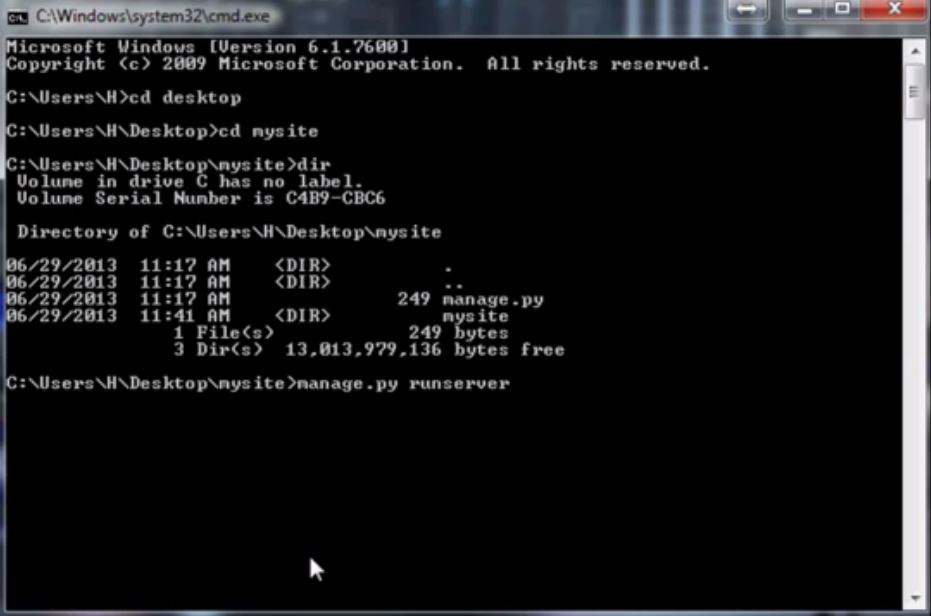 C:\Windows\system32\cmd.exe
Microsoft Windows [Version 6.1.7600]
Copyright (c) 2009 Microsoft Corporation.  All rights reserved.
C:\Users\H>cd desktop
C:\Users\H\Desktop>cd mysite
C:\Users\H\Desktop\mysite>dir
 Volume in drive C has no label.
 Volume Serial Number is C4B9-CBC6
 Directory of C:\Users\H\Desktop\mysite
06/29/2013  11:17 AM    <DIR>          .
06/29/2013  11:17 AM    <DIR>          ..
06/29/2013  11:17 AM               249 manage.py
06/29/2013  11:41 AM    <DIR>          mysite
               1 File(s)            249 bytes
               3 Dir(s)  13,013,979,136 bytes free
C:\Users\H\Desktop\mysite>manage.py runserver